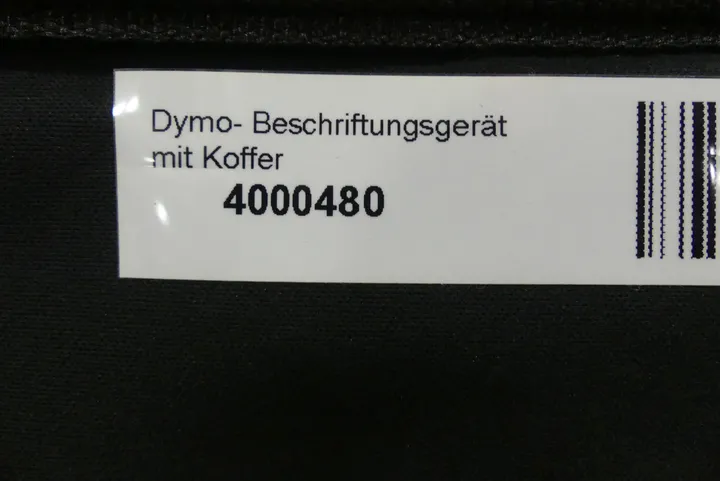 Dymo- Beschriftungsgerät
mit Koffer
4000480